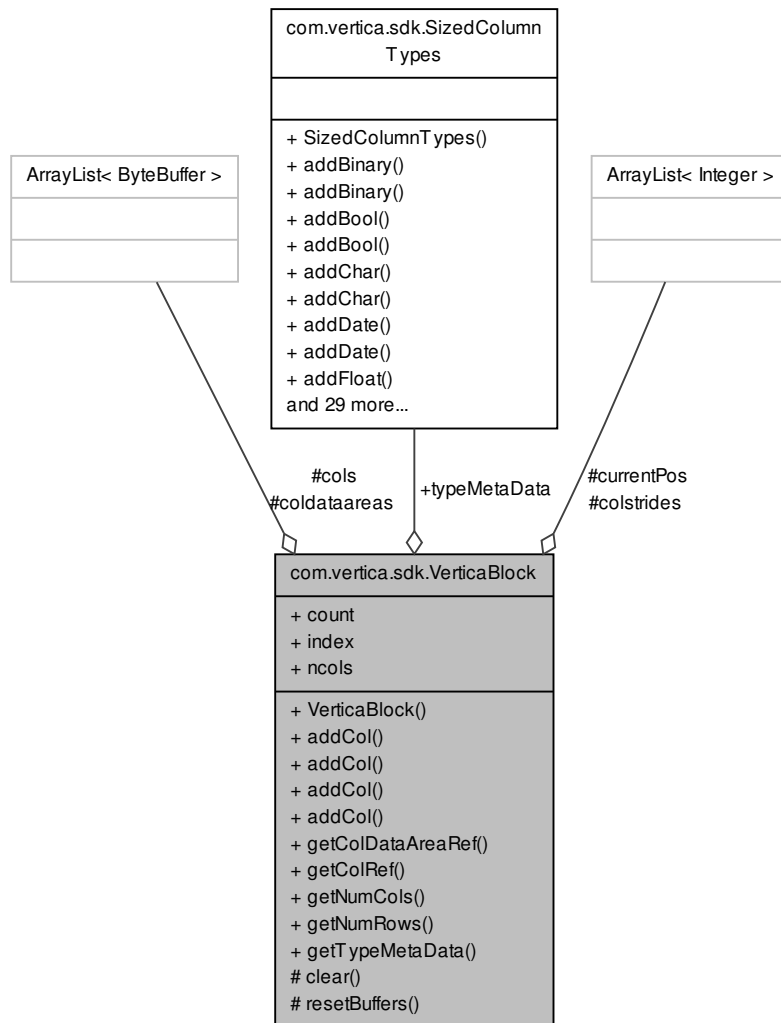 com.vertica.sdk.SizedColumn
Types
+ SizedColumnTypes()
+ addBinary()
+ addBinary()
+ addBool()
+ addBool()
+ addChar()
+ addChar()
+ addDate()
+ addDate()
+ addFloat()
and 29 more...
ArrayList< ByteBuffer >
ArrayList< Integer >
#cols
#coldataareas
+typeMetaData
#currentPos
#colstrides
com.vertica.sdk.VerticaBlock
+ count
+ index
+ ncols
+ VerticaBlock()
+ addCol()
+ addCol()
+ addCol()
+ addCol()
+ getColDataAreaRef()
+ getColRef()
+ getNumCols()
+ getNumRows()
+ getTypeMetaData()
# clear()
# resetBuffers()